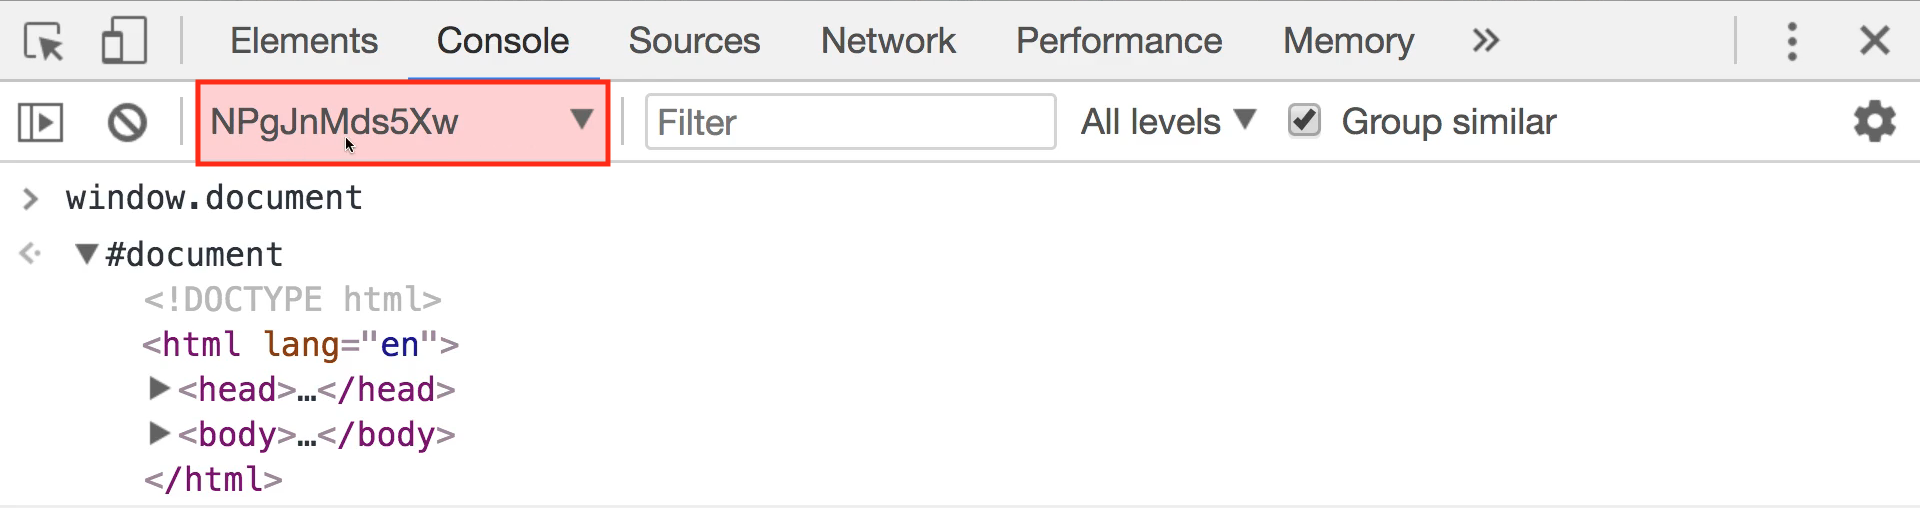 Elements Console Sources Network Performance Memory »
NPgJnMds5Xw ▼ Filter All levels ▼ Group similar
> window.document
▼#document
<!DOCTYPE html>
<html lang="en">
▶<head>…</head>
▶<body>…</body>
</html>